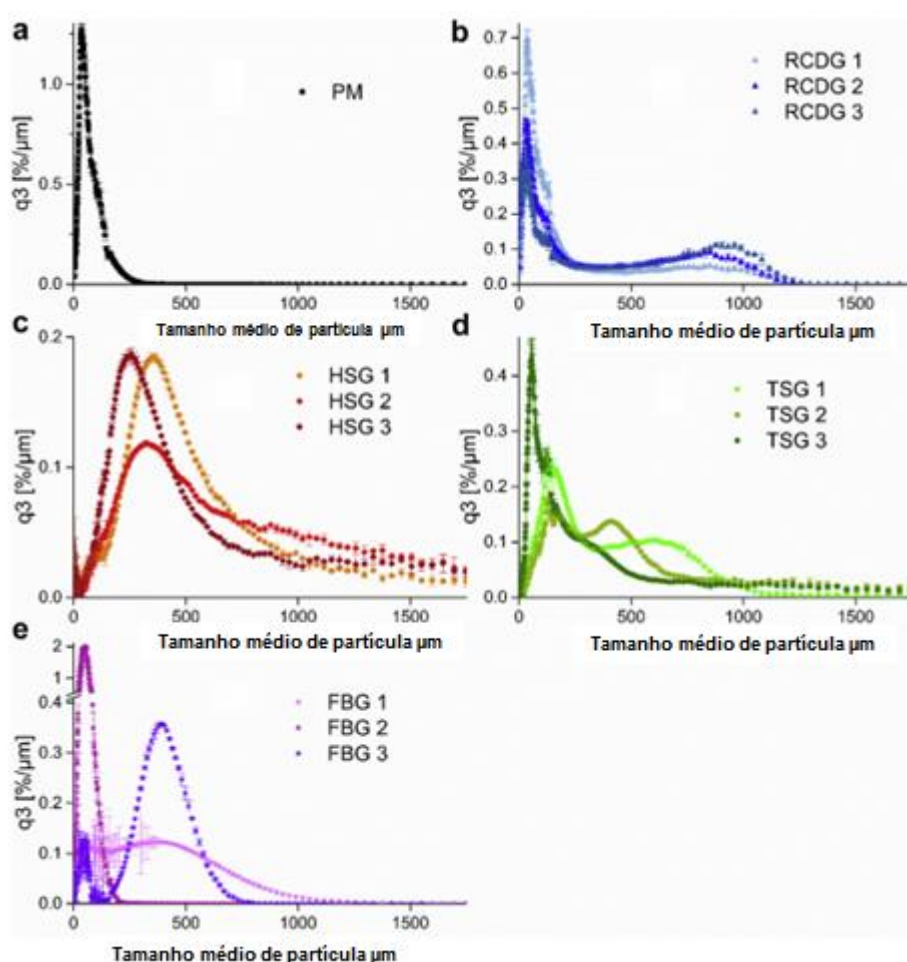 a
PM
q3 [%/µm]
1.0
0.5
0.0
0
500
1000
1500
Tamanho médio de partícula µm
b
RCDG 1
RCDG 2
RCDG 3
q3 [%/µm]
0.7
0.6
0.5
0.4
0.3
0.2
0.1
0.0
0
500
1000
1500
Tamanho médio de partícula µm
c
HSG 1
HSG 2
HSG 3
q3 [%/µm]
0.2
0.1
0.0
0
500
1000
1500
Tamanho médio de partícula µm
d
TSG 1
TSG 2
TSG 3
q3 [%/µm]
0.4
0.3
0.2
0.1
0.0
0
500
1000
1500
Tamanho médio de partícula µm
e
FBG 1
FBG 2
FBG 3
q3 [%/µm]
2
1
0.4
0.3
0.2
0.1
0.0
0
500
1000
1500
Tamanho médio de partícula µm